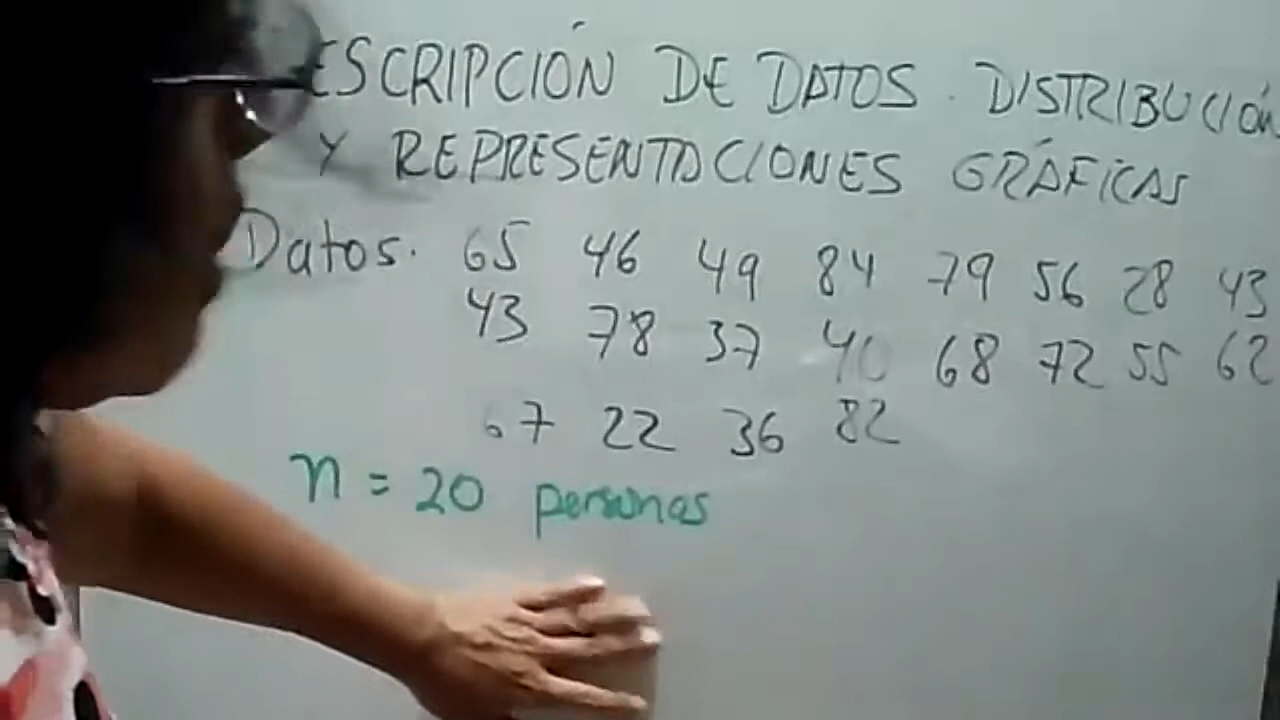 ESCRIPCIÓN DE DATOS. DISTRIBUCIÓN
Y REPRESENTACIONES GRÁFICAS
Datos. 65 46 49 84 79 56 28 43
43 78 37 40 68 72 55 62
67 22 36 82
n = 20 personas